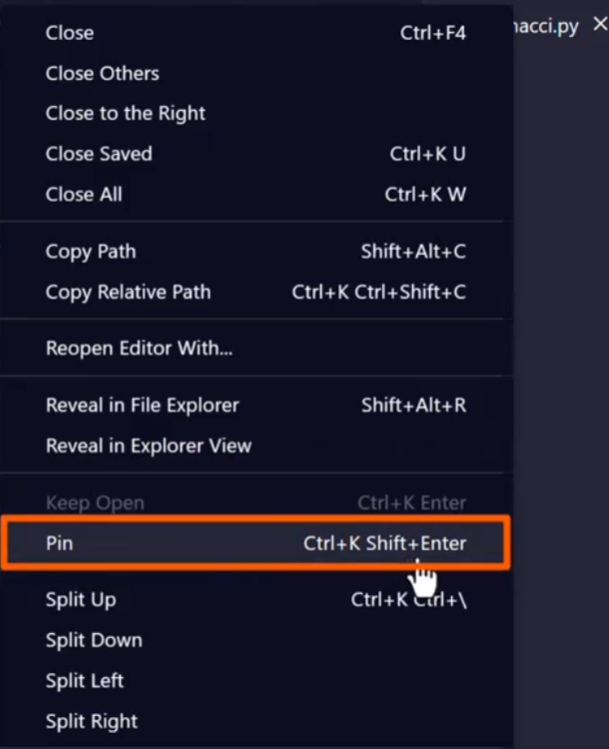 Close Ctrl+F4 nacci.py ×
Close Others
Close to the Right
Close Saved Ctrl+K U
Close All Ctrl+K W
Copy Path Shift+Alt+C
Copy Relative Path Ctrl+K Ctrl+Shift+C
Reopen Editor With...
Reveal in File Explorer Shift+Alt+R
Reveal in Explorer View
Keep Open Ctrl+K Enter
Pin Ctrl+K Shift+Enter
Split Up Ctrl+K Ctrl+\
Split Down
Split Left
Split Right